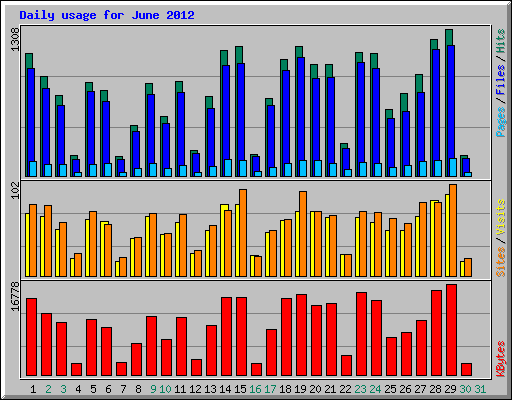 Daily usage for June 2012
1308
Pages / Files / Hits
102
Sites / Visits
16778
KBytes
1 2 3 4 5 6 7 8 9 10 11 12 13 14 15 16 17 18 19 20 21 22 23 24 25 26 27 28 29 30 31